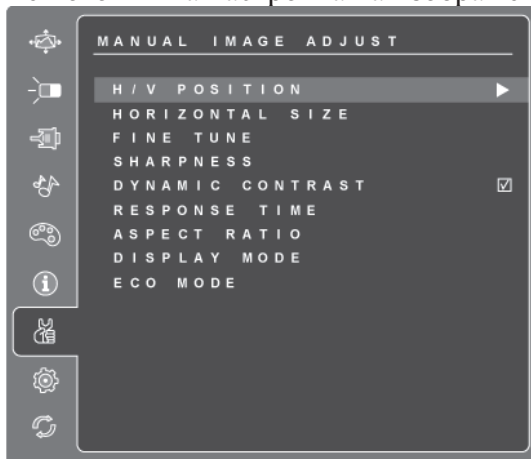 MANUAL IMAGE ADJUST
H/V POSITION
HORIZONTAL SIZE
FINE TUNE
SHARPNESS
DYNAMIC CONTRAST
RESPONSE TIME
ASPECT RATIO
DISPLAY MODE
ECO MODE